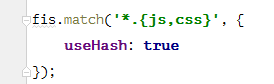 fis.match('*.{js,css}', {
    useHash: true
});